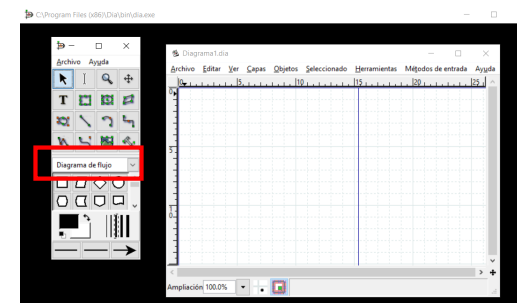 C:\Program Files (x86)\Dia\bin\dia.exe
Archivo Ayuda
T
Diagrama de flujo
Diagrama1.dia
Archivo Editar Ver Capas Objetos Seleccionado Herramientas Métodos de entrada Ayuda
5 10 15 20 25
0
5
10
Ampliación 100.0%